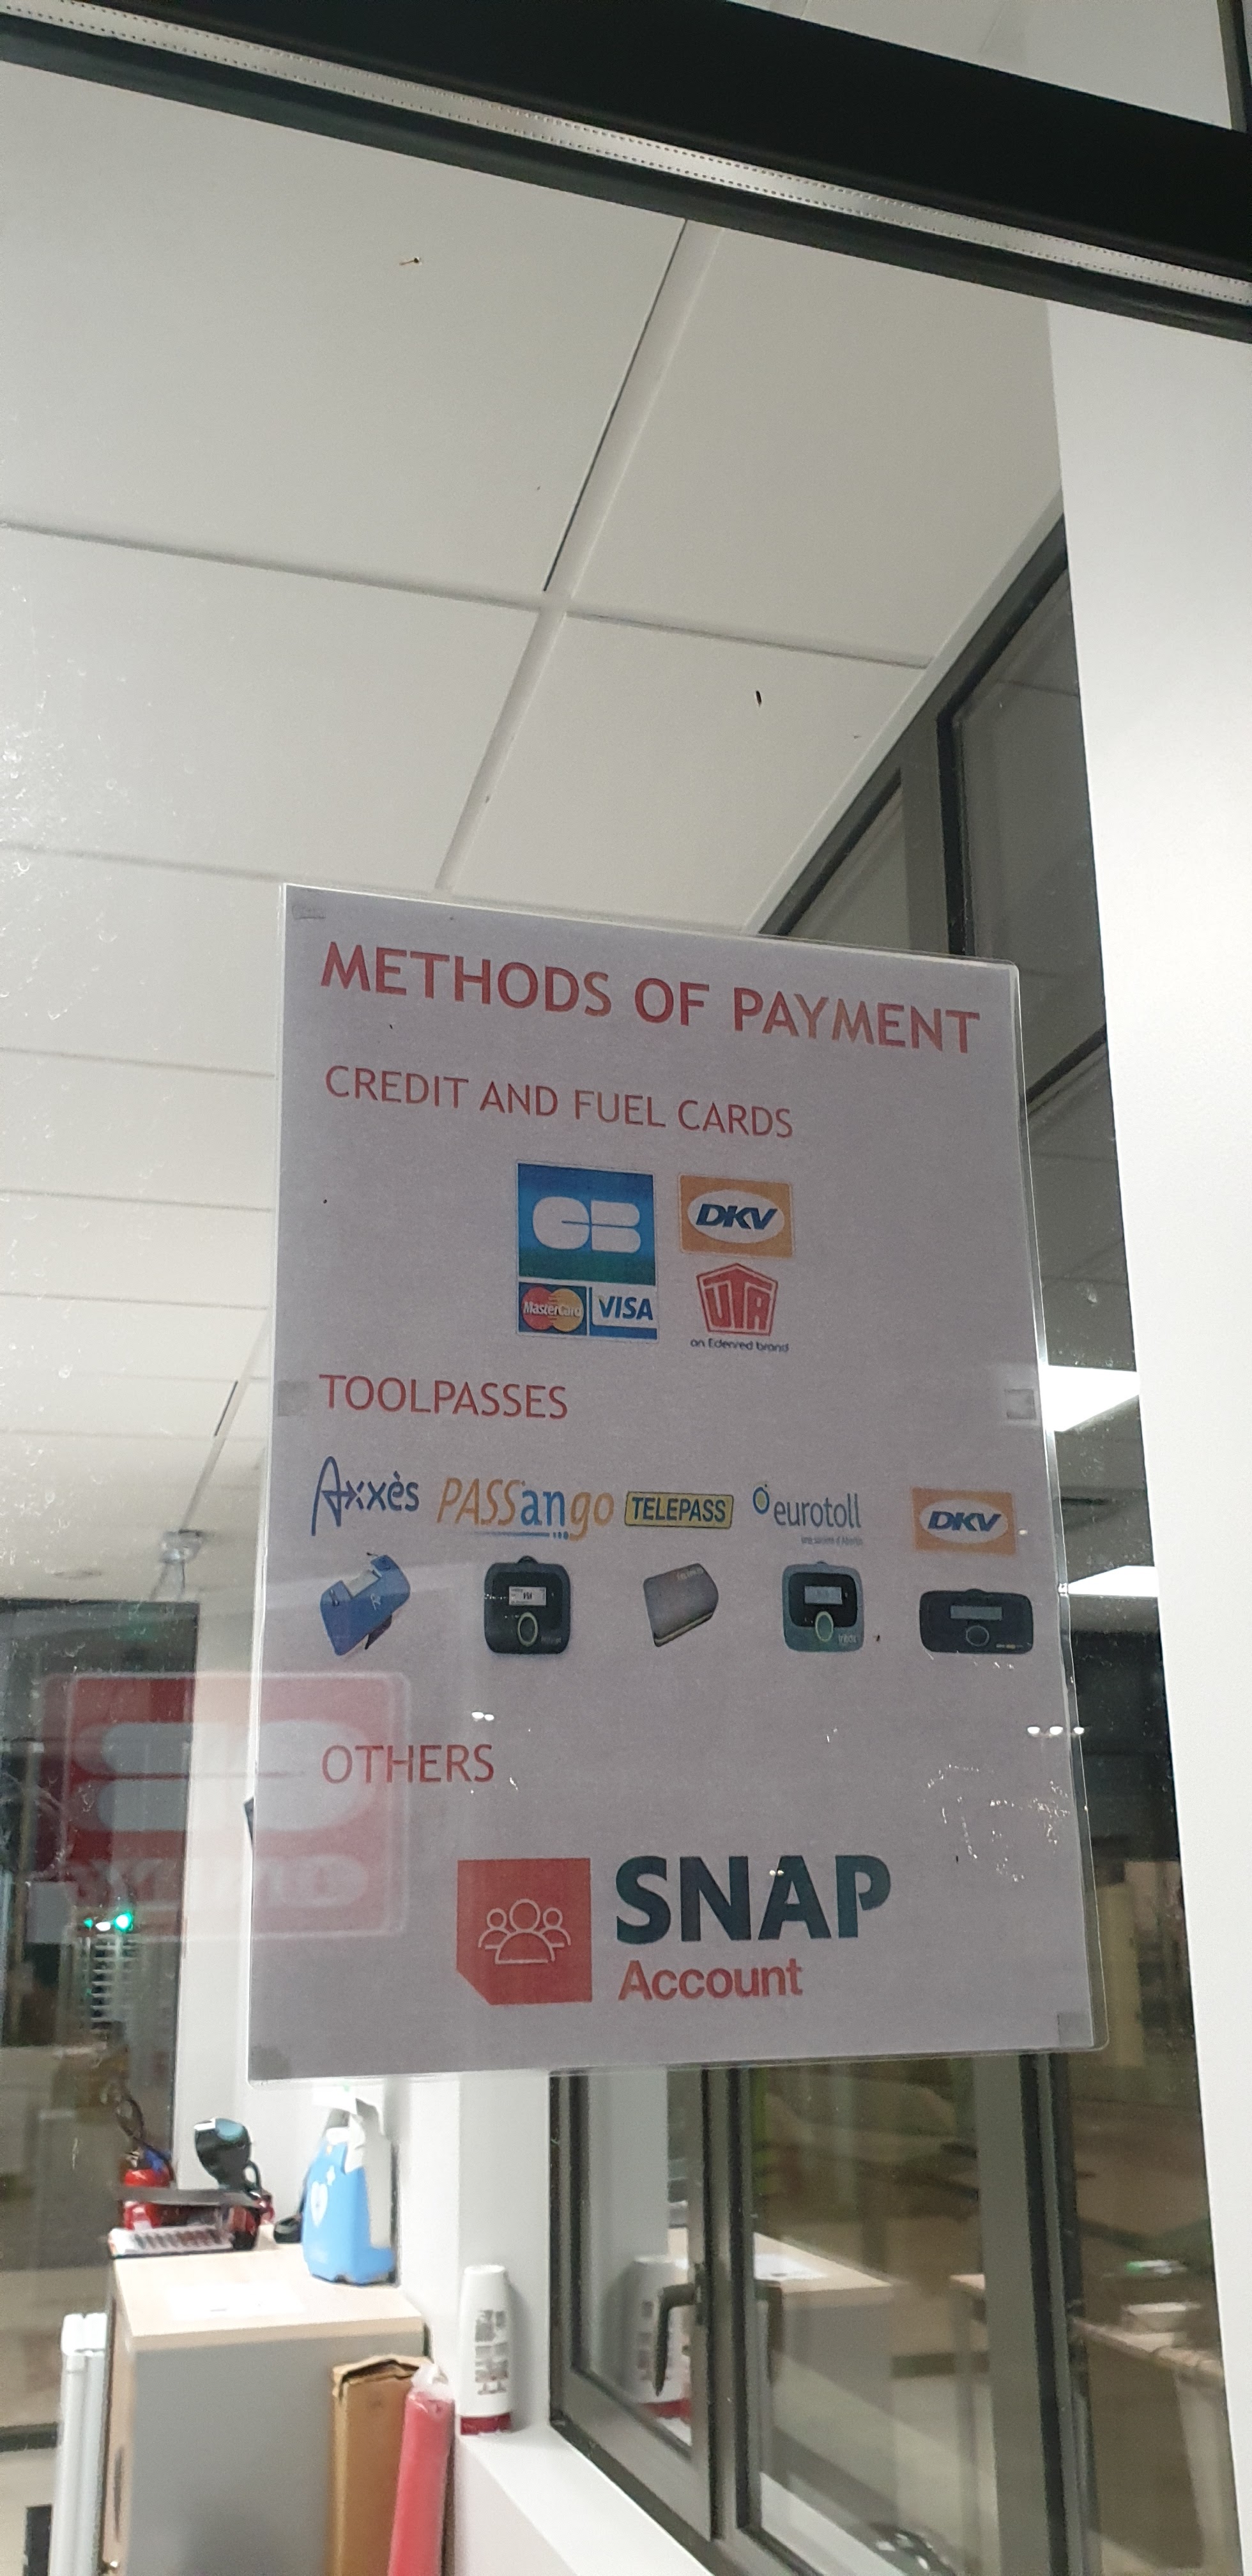 METHODS OF PAYMENT
CREDIT AND FUEL CARDS
CB
DKV
MasterCard VISA
UTA
an Edenred brand
TOOLPASSES
Axxès PASSango TELEPASS eurotoll DKV
OTHERS
SNAP
Account